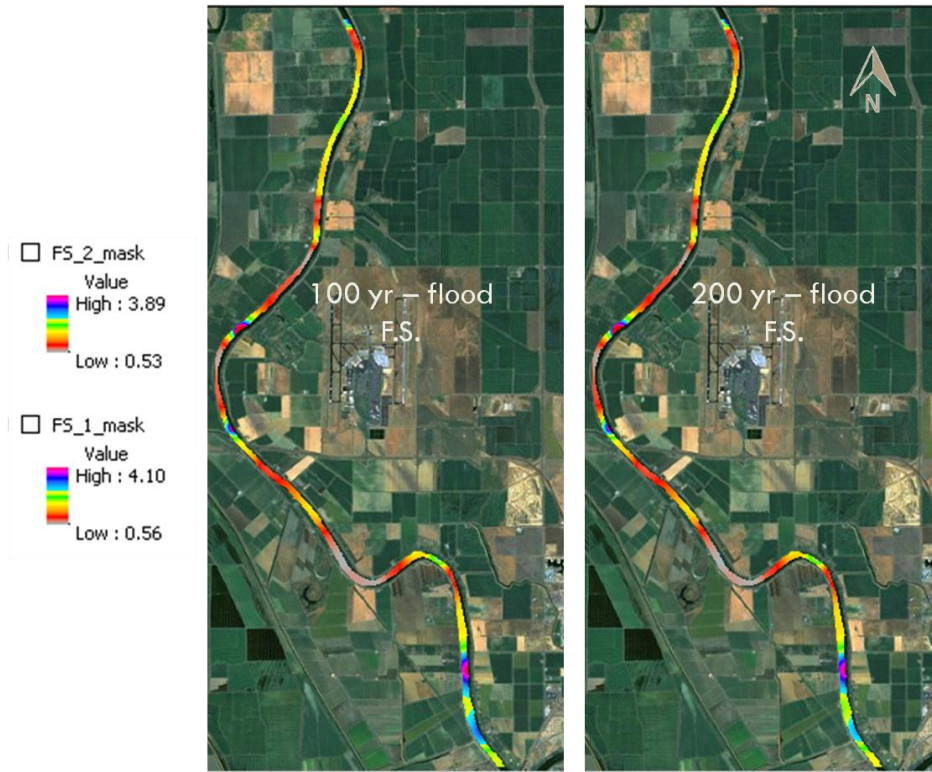 FS_2_mask
Value
High : 3.89
Low : 0.53
FS_1_mask
Value
High : 4.10
Low : 0.56
100 yr – flood
F.S.
200 yr – flood
F.S.
N